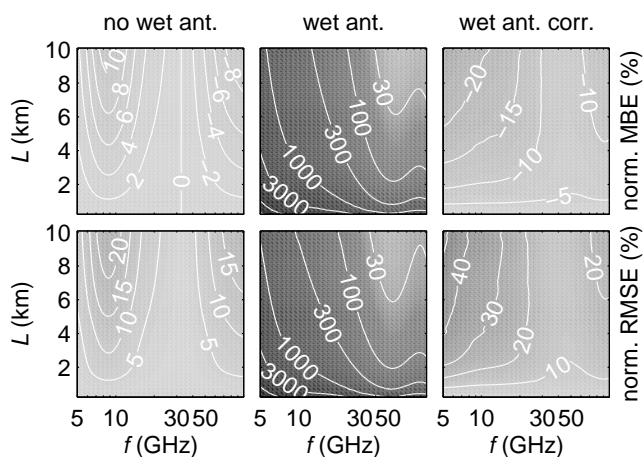 no wet ant. wet ant. wet ant. corr.
10
8
6
4
2
L (km)
10 8 6 4 2 0 −2 −4 −6 −8
30 100 300 1000 3000
−20 −15 −10 −5 −10
norm. MBE (%)
10
8
6
4
2
L (km)
20 15 10 5 5 10 15
30 100 300 1000 3000
40 30 20 10 20
norm. RMSE (%)
5 10 30 50 5 10 30 50 5 10 30 50
f (GHz) f (GHz) f (GHz)